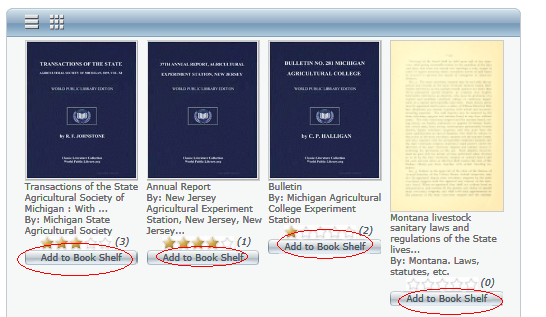 TRANSACTIONS OF THE STATE
AGRICULTURAL SOCIETY OF MICHIGAN
WORLD PUBLIC LIBRARY EDITION
by R. F. JOHNSTONE
Classic Literature Collection
World Public Library.org
Transactions of the State
Agricultural Society of
Michigan : With ...
By: Michigan State
Agricultural Society
(3)
Add to Book Shelf
37TH ANNUAL REPORT, AGRICULTURAL
EXPERIMENT STATION, NEW JERSEY
WORLD PUBLIC LIBRARY EDITION
Classic Literature Collection
World Public Library.org
Annual Report
By: New Jersey
Agricultural Experiment
Station, New Jersey, New
Jersey...
(1)
Add to Book Shelf
BULLETIN NO. 281 MICHIGAN
AGRICULTURAL COLLEGE
WORLD PUBLIC LIBRARY EDITION
by C. P. HALLIGAN
Classic Literature Collection
World Public Library.org
Bulletin
By: Michigan Agricultural
College Experiment
Station
(2)
Add to Book Shelf
Montana livestock
sanitary laws and
regulations of the State
lives...
By: Montana. Laws,
statutes, etc.
(0)
Add to Book Shelf